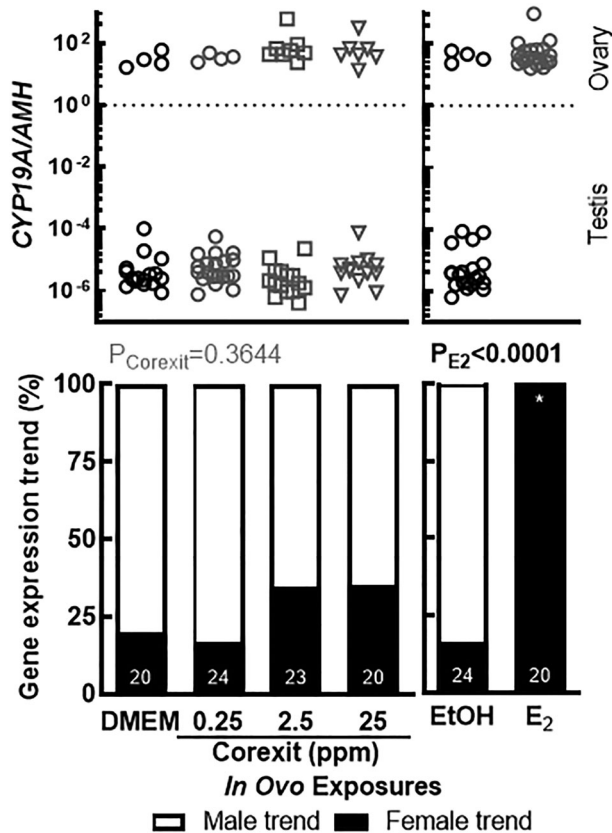 CYP19A/AMH
10²
10⁰
10⁻²
10⁻⁴
10⁻⁶
Ovary
Testis
P_Corexit=0.3644
P_E2<0.0001
Gene expression trend (%)
100
75
50
25
0
20 24 23 20 24 20
*
DMEM 0.25 2.5 25 EtOH E₂
Corexit (ppm)
In Ovo Exposures
Male trend Female trend